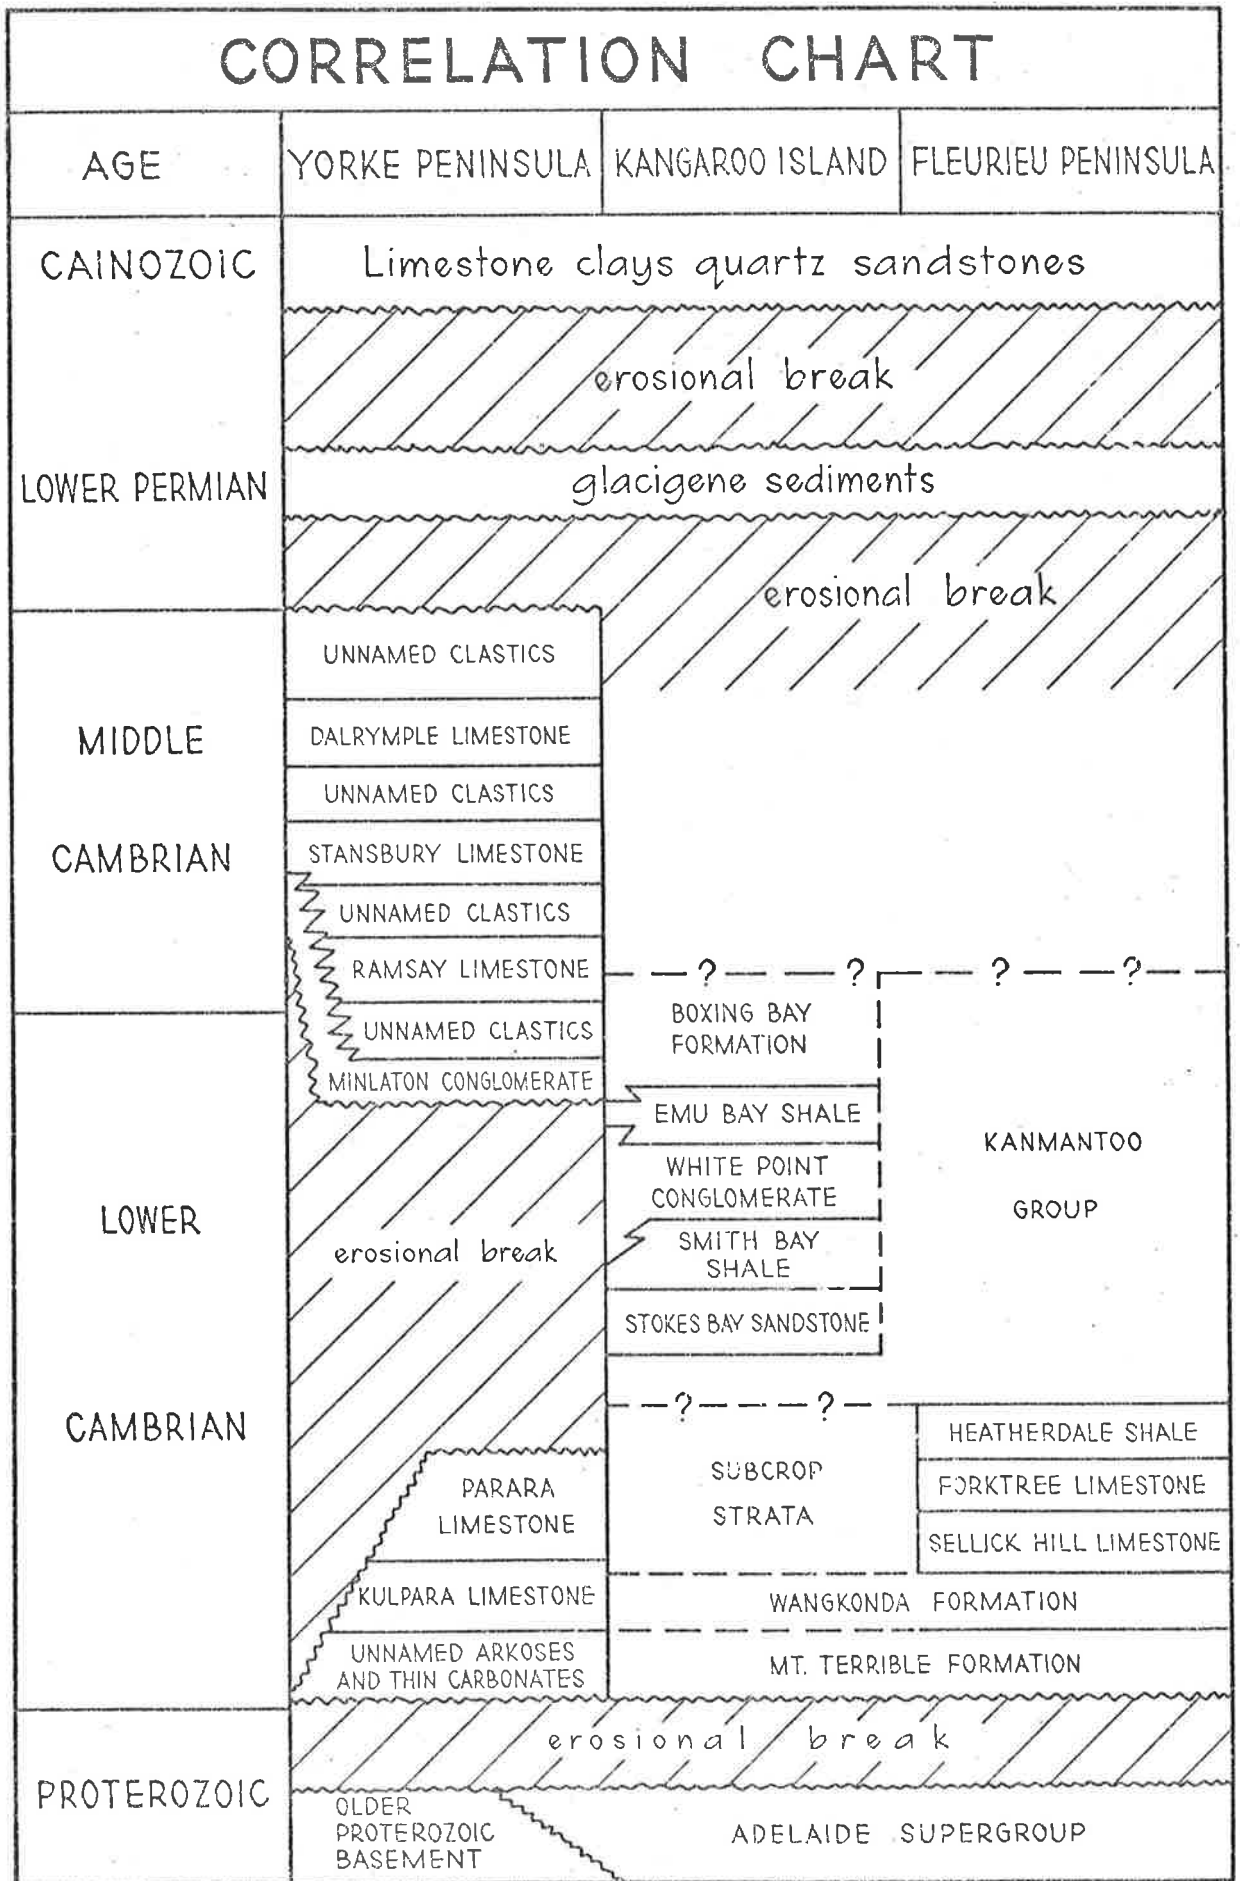 CORRELATION CHART
AGE
YORKE PENINSULA
KANGAROO ISLAND
FLEURIEU PENINSULA
CAINOZOIC
Limestone clays quartz sandstones
erosional break
LOWER PERMIAN
glacigene sediments
erosional break
MIDDLE
CAMBRIAN
UNNAMED CLASTICS
DALRYMPLE LIMESTONE
UNNAMED CLASTICS
STANSBURY LIMESTONE
UNNAMED CLASTICS
RAMSAY LIMESTONE
UNNAMED CLASTICS
MINLATON CONGLOMERATE
? ? ? ?
BOXING BAY
FORMATION
EMU BAY SHALE
WHITE POINT
CONGLOMERATE
SMITH BAY
SHALE
STOKES BAY SANDSTONE
KANMANTOO
GROUP
LOWER
CAMBRIAN
erosional break
PARARA
LIMESTONE
KULPARA LIMESTONE
UNNAMED ARKOSES
AND THIN CARBONATES
? ?
SUBCROP
STRATA
HEATHERDALE SHALE
FORKTREE LIMESTONE
SELLICK HILL LIMESTONE
WANGKONDA FORMATION
MT. TERRIBLE FORMATION
erosional break
PROTEROZOIC
OLDER
PROTEROZOIC
BASEMENT
ADELAIDE SUPERGROUP